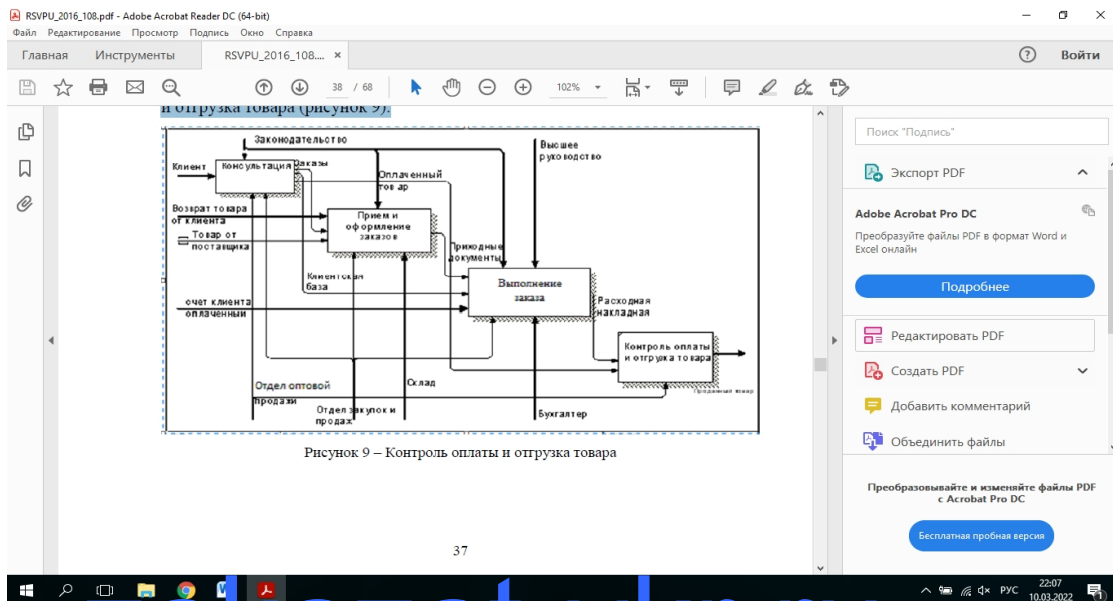 RSVPU_2016_108.pdf - Adobe Acrobat Reader DC (64-bit)
Файл Редактирование Просмотр Подпись Окно Справка
Главная Инструменты RSVPU_2016_108.... × ? Войти
38 / 68 102%
и отгрузка товара (рисунок 9).
Законодательство
Высшее
руководство
Клиент
Консультация
Заказы
Оплаченный
товар
Возврат товара
от клиента
Прием и
оформление
заказов
Товар от
поставщика
Приходные
документы
Клиентская
база
Выполнение
заказа
счет клиента
оплаченный
Расходная
накладная
Контроль оплаты
и отгрузка товара
Проданный товар
Отдел оптовой
продажи
Склад
Отдел закупок и
продаж
Бухгалтер
Рисунок 9 – Контроль оплаты и отгрузка товара
37
Поиск "Подпись"
Экспорт PDF
Adobe Acrobat Pro DC
Преобразуйте файлы PDF в формат Word и
Excel онлайн
Подробнее
Редактировать PDF
Создать PDF
Добавить комментарий
Объединить файлы
Преобразовывайте и изменяйте файлы PDF
с Acrobat Pro DC
Бесплатная пробная версия
РУС
22:07
10.03.2022